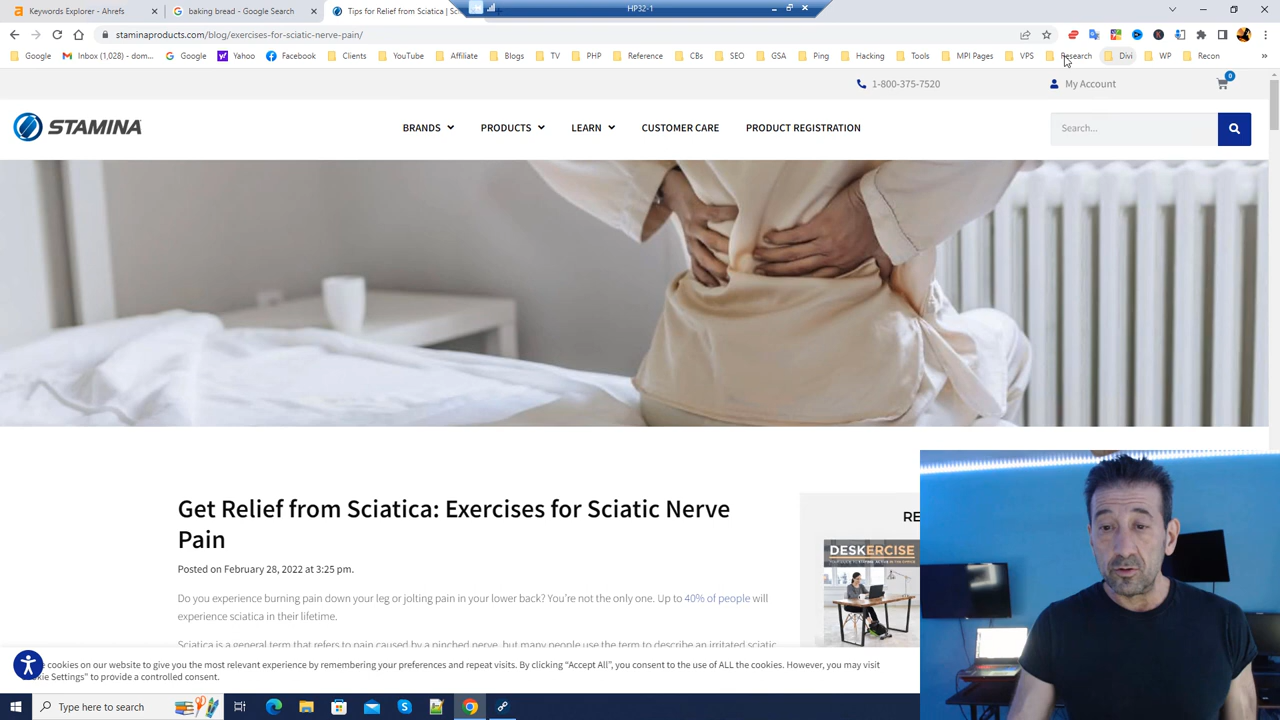 Keywords Explorer - Ahrefs
baking bread - Google Search
Tips for Relief from Sciatica | S
HP32-1
staminaproducts.com/blog/exercises-for-sciatic-nerve-pain/
Google
Inbox (1,028) - dom...
Google
Yahoo
Facebook
Clients
YouTube
Affiliate
Blogs
TV
PHP
Reference
CBs
SEO
GSA
Ping
Hacking
Tools
MPI Pages
VPS
Research
Divi
WP
Recon
1-800-375-7520
My Account
0
STAMINA
BRANDS
PRODUCTS
LEARN
CUSTOMER CARE
PRODUCT REGISTRATION
Search...
Get Relief from Sciatica: Exercises for Sciatic Nerve
Pain
Posted on February 28, 2022 at 3:25 pm.
Do you experience burning pain down your leg or jolting pain in your lower back? You're not the only one. Up to 40% of people will
experience sciatica in their lifetime.
Sciatica is a general term that refers to pain caused by a pinched nerve, but many people use the term to describe an irritated sciatic
RE
DESKERCISE
cookies on our website to give you the most relevant experience by remembering your preferences and repeat visits. By clicking “Accept All”, you consent to the use of ALL the cookies. However, you may visit
kie Settings" to provide a controlled consent.
Type here to search